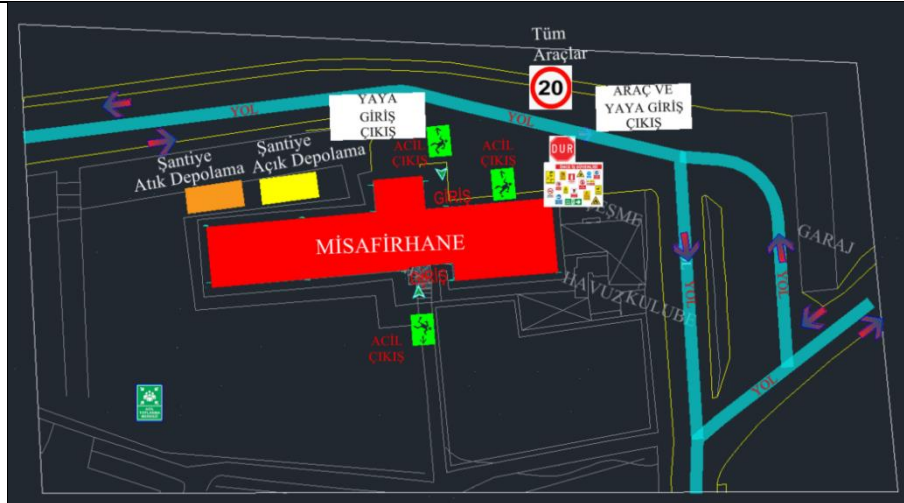 Tüm
Araçlar
20
ARAÇ VE
YAYA GİRİŞ
ÇIKIŞ
YAYA
GİRİŞ
ÇIKIŞ
YOL
YOL
DUR
Şantiye
Atık Depolama
Şantiye
Açık Depolama
ACİL
ÇIKIŞ
ACİL
ÇIKIŞ
GİRİŞ
MİSAFİRHANE
GİRİŞ
ÇEŞME
GARAJ
HAVUZ
KULUBE
YOL
YOL
ACİL
ÇIKIŞ
YOL